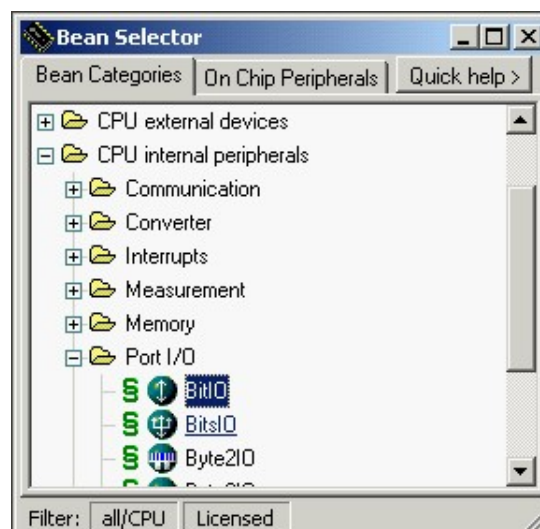 Bean Selector
Bean Categories On Chip Peripherals Quick help >
CPU external devices
CPU internal peripherals
Communication
Converter
Interrupts
Measurement
Memory
Port I/O
BitIO
BitsIO
Byte2IO
Filter: all/CPU Licensed